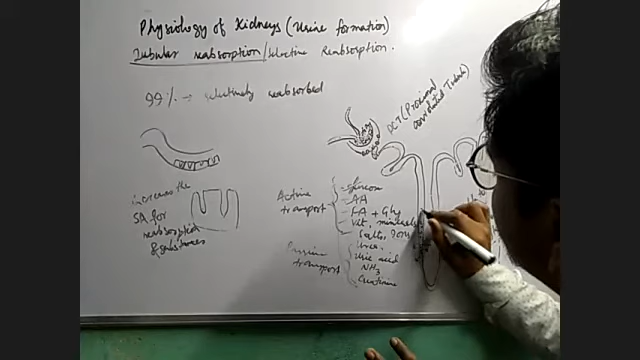 Physiology of Kidneys (Urine formation)
Tubular reabsorption / Selective Reabsorption.
99% → selectively reabsorbed
PCT (Proximal
convoluted Tubule)
increases the
SA for
reabsorption
of substances
Active
transport
Glucose
AA
FA + Gly
Vit, minerals
Salts, Ions
Passive
transport
Urea
Uric acid
NH3
Creatinine